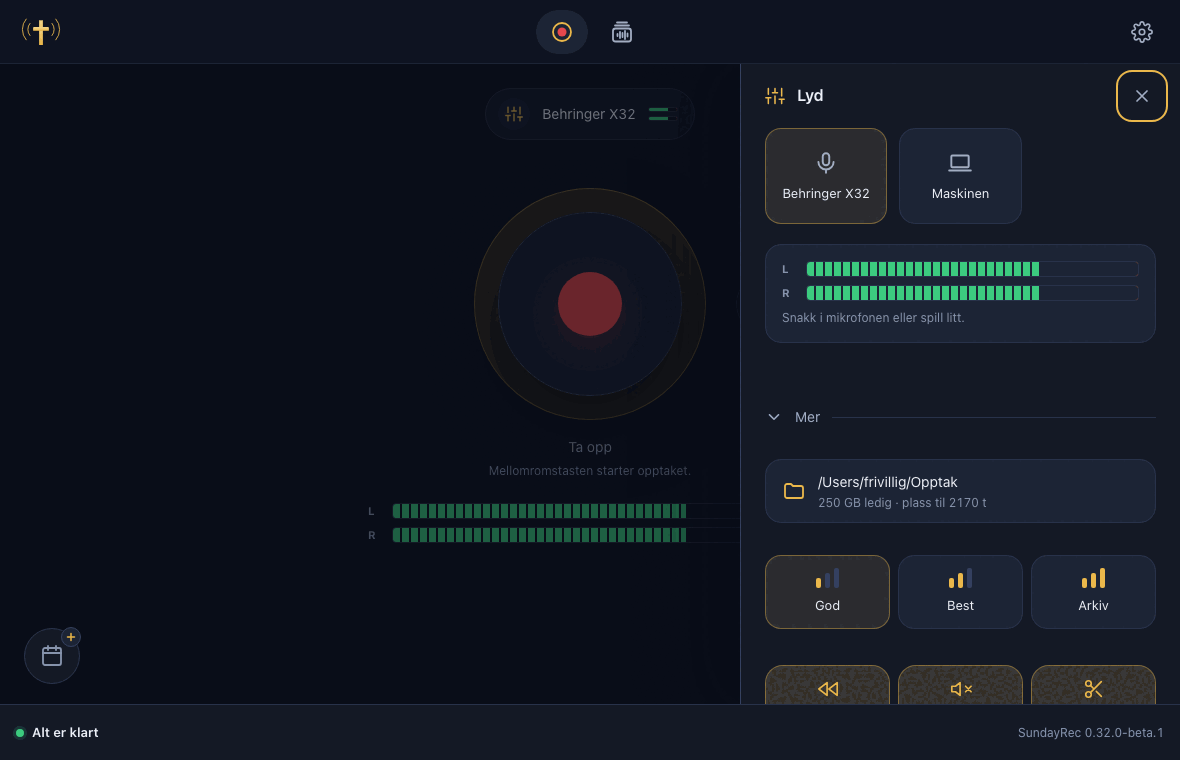 Behringer X32
Ta opp
Mellomromstasten starter opptaket.
L
R
Lyd
Behringer X32
Maskinen
L
R
Snakk i mikrofonen eller spill litt.
Mer
/Users/frivillig/Opptak
250 GB ledig · plass til 2170 t
God
Best
Arkiv
Alt er klart
SundayRec 0.32.0-beta.1